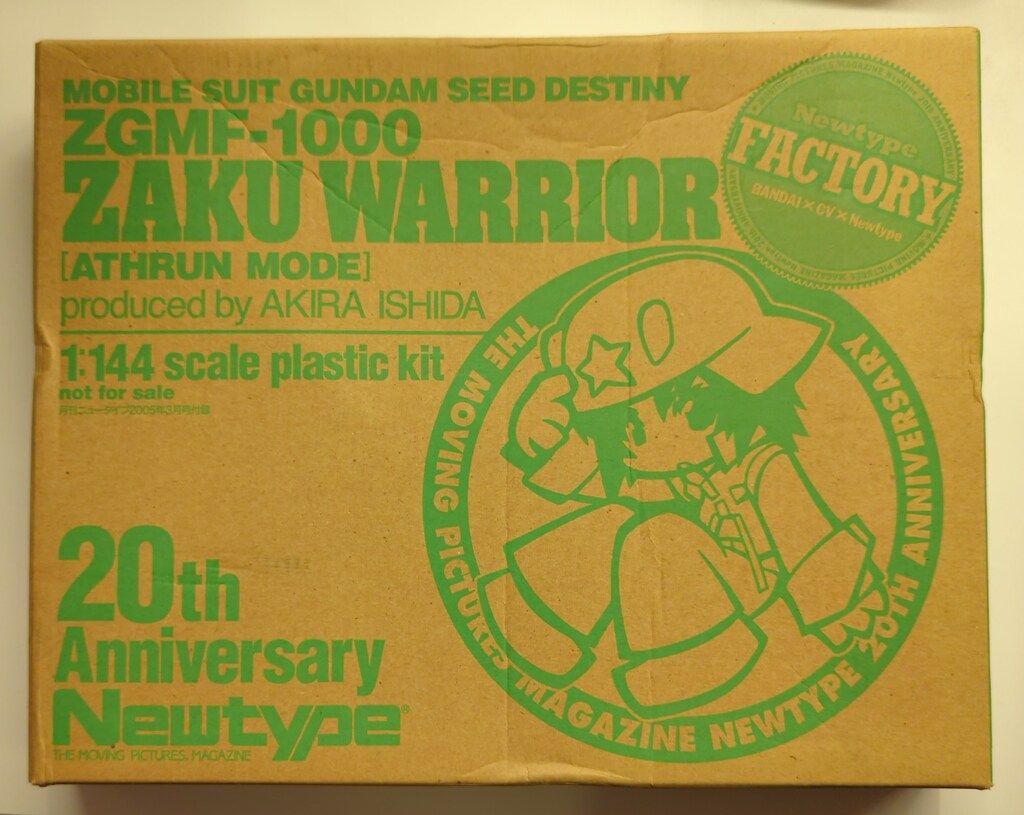 MOBILE SUIT GUNDAM SEED DESTINY
ZGMF-1000
ZAKU WARRIOR
[ATHRUN MODE]
produced by AKIRA ISHIDA
1:144 scale plastic kit
not for sale
月刊ニュータイプ2005年3月号付録
Newtype
FACTORY
BANDAI×CV×Newtype
THE MOVING PICTURES MAGAZINE NEWTYPE 20TH ANNIVERSARY
20th
Anniversary
Newtype®
THE MOVING PICTURES MAGAZINE